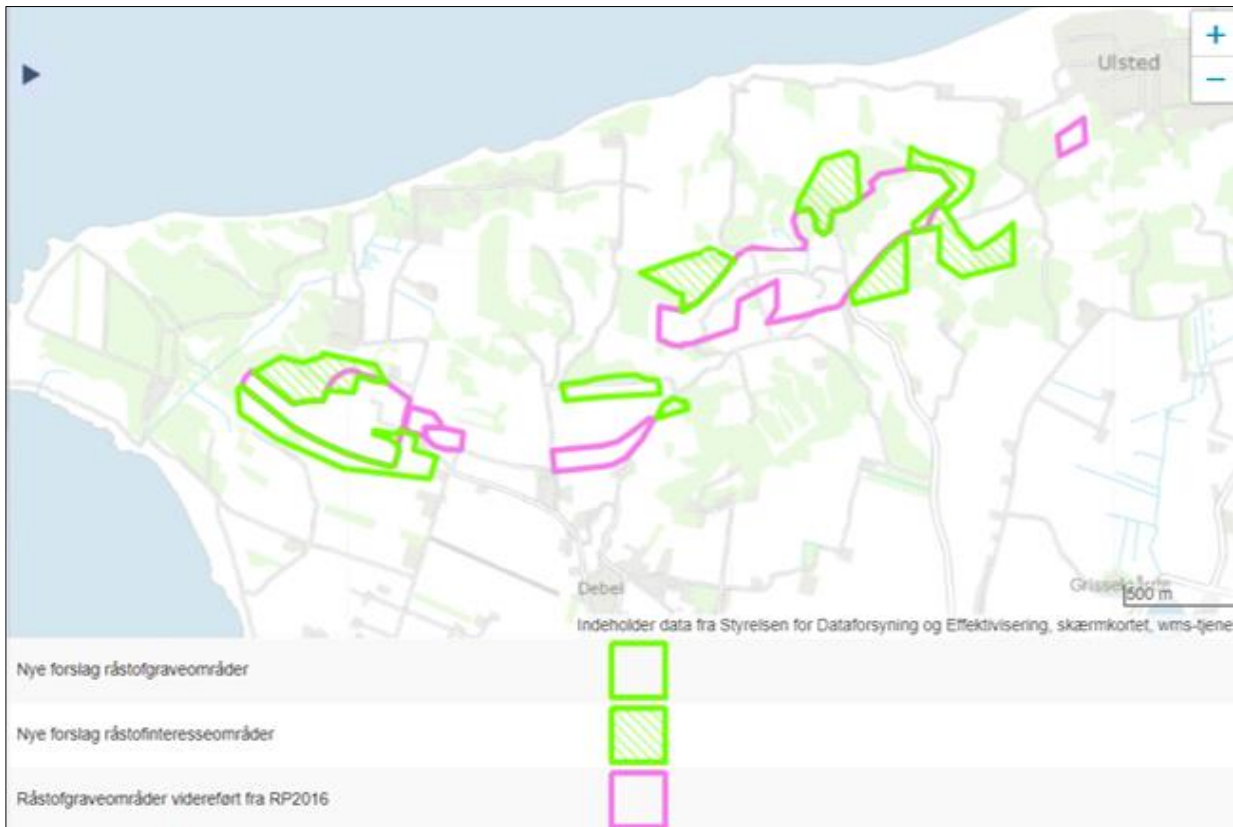 +
Ulsted
−
Debel
500 m
Indeholder data fra Styrelsen for Dataforsyning og Effektivisering, skærmkortet, wms-tjene
Nye forslag råstofgraveområder
Nye forslag råstofinteresseområder
Råstofgraveområder videreført fra RP2016